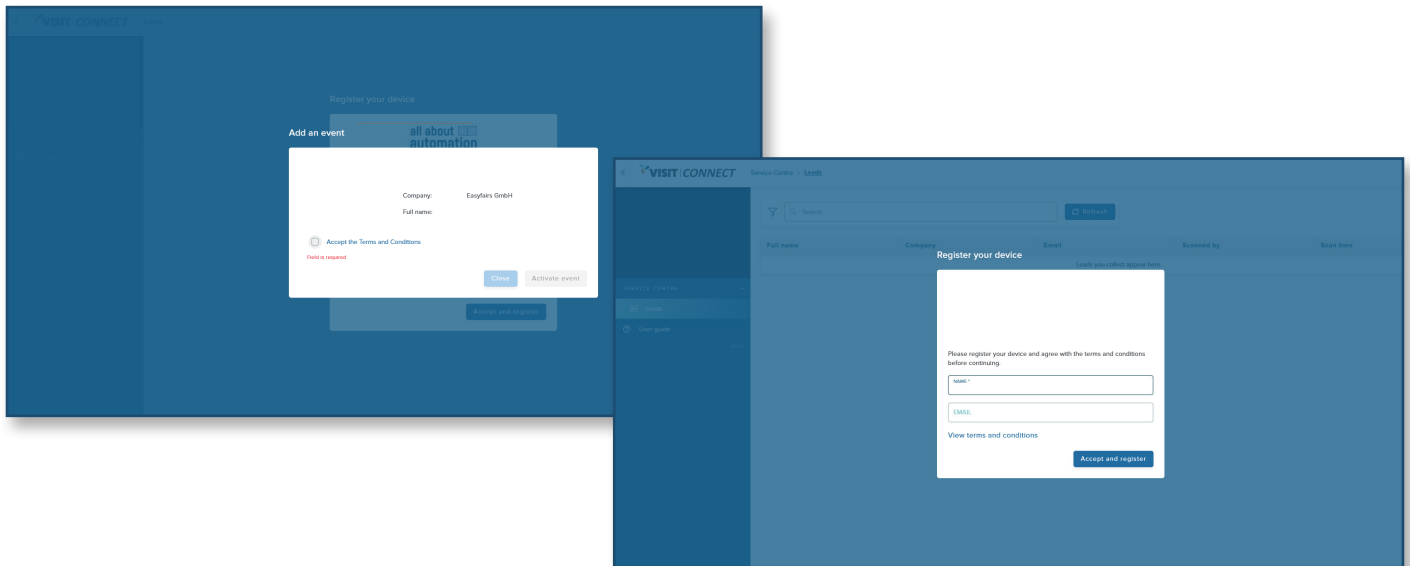 VISIT CONNECT
Register your device
all about
automation
Add an event
Company: Easyfairs GmbH
Full name:
Accept the Terms and Conditions
Field is required
Close Activate event
Accept and register
VISIT CONNECT Service Centre > Leads
Search Refresh
Full name Company Email Scanned by Scan time
Leads you collect appear here.
SERVICE CENTRE
Leads
User guide
Register your device
Please register your device and agree with the terms and conditions
before continuing.
NAME *
EMAIL
View terms and conditions
Accept and register